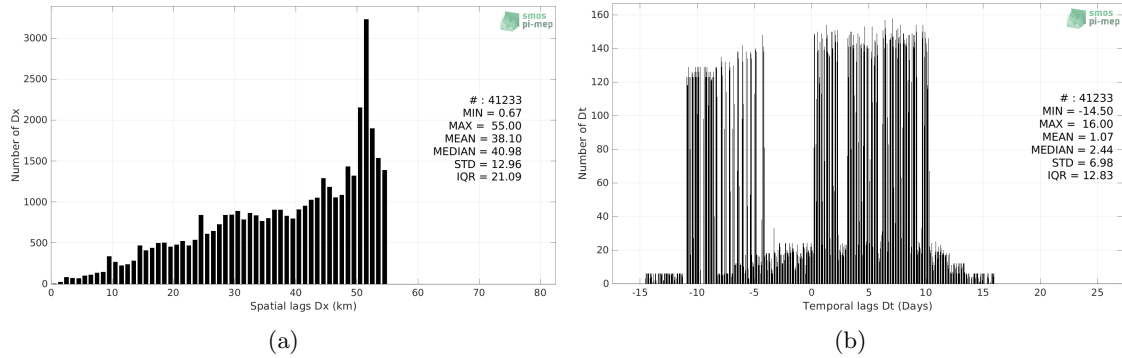 smos
pi-mep
3000
2500
2000
1500
1000
500
0
Number of Dx
# : 41233
MIN = 0.67
MAX = 55.00
MEAN = 38.10
MEDIAN = 40.98
STD = 12.96
IQR = 21.09
0 10 20 30 40 50 60 70 80
Spatial lags Dx (km)
(a)
smos
pi-mep
160
140
120
100
80
60
40
20
0
Number of Dt
# : 41233
MIN = -14.50
MAX = 16.00
MEAN = 1.07
MEDIAN = 2.44
STD = 6.98
IQR = 12.83
-15 -10 -5 0 5 10 15 20 25
Temporal lags Dt (Days)
(b)